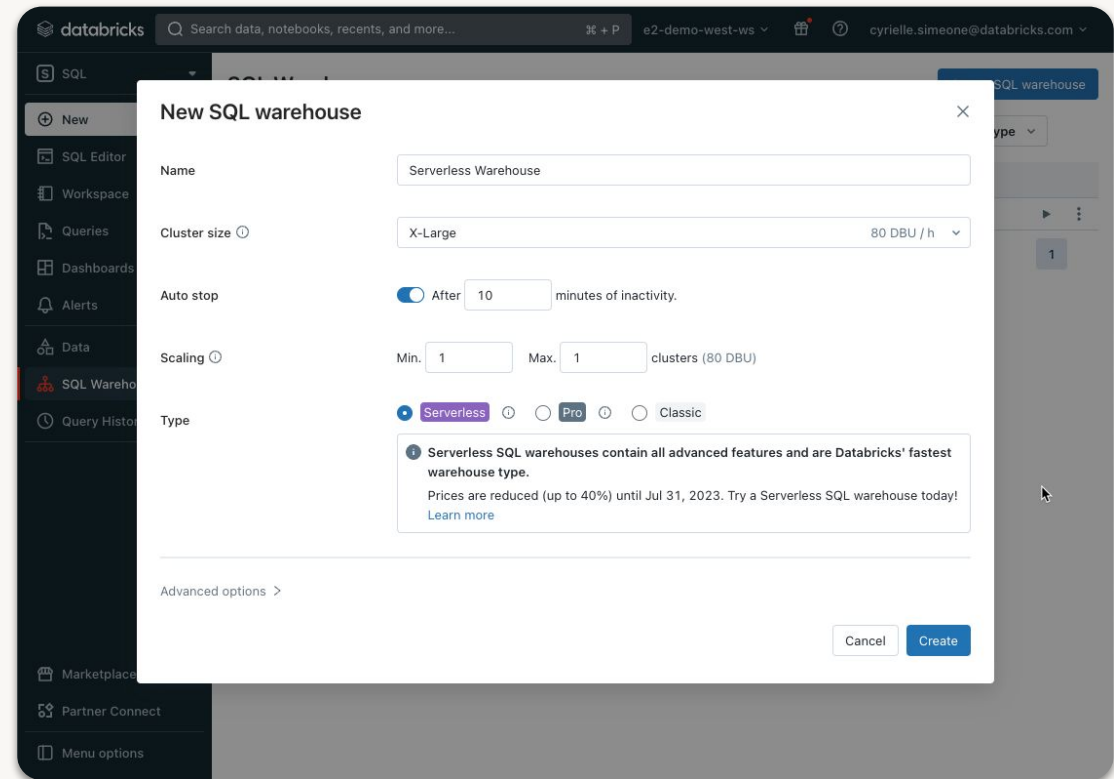 databricks
Search data, notebooks, recents, and more...
⌘ + P
e2-demo-west-ws
cyrielle.simeone@databricks.com
S SQL
New
SQL Editor
Workspace
Queries
Dashboards
Alerts
Data
SQL Wareho
Query Histor
Marketplace
Partner Connect
Menu options
SQL warehouse
ype
1
New SQL warehouse
Name
Serverless Warehouse
Cluster size
X-Large
80 DBU / h
Auto stop
After 10 minutes of inactivity.
Scaling
Min. 1 Max. 1 clusters (80 DBU)
Type
Serverless Pro Classic
Serverless SQL warehouses contain all advanced features and are Databricks' fastest
warehouse type.
Prices are reduced (up to 40%) until Jul 31, 2023. Try a Serverless SQL warehouse today!
Learn more
Advanced options >
Cancel
Create